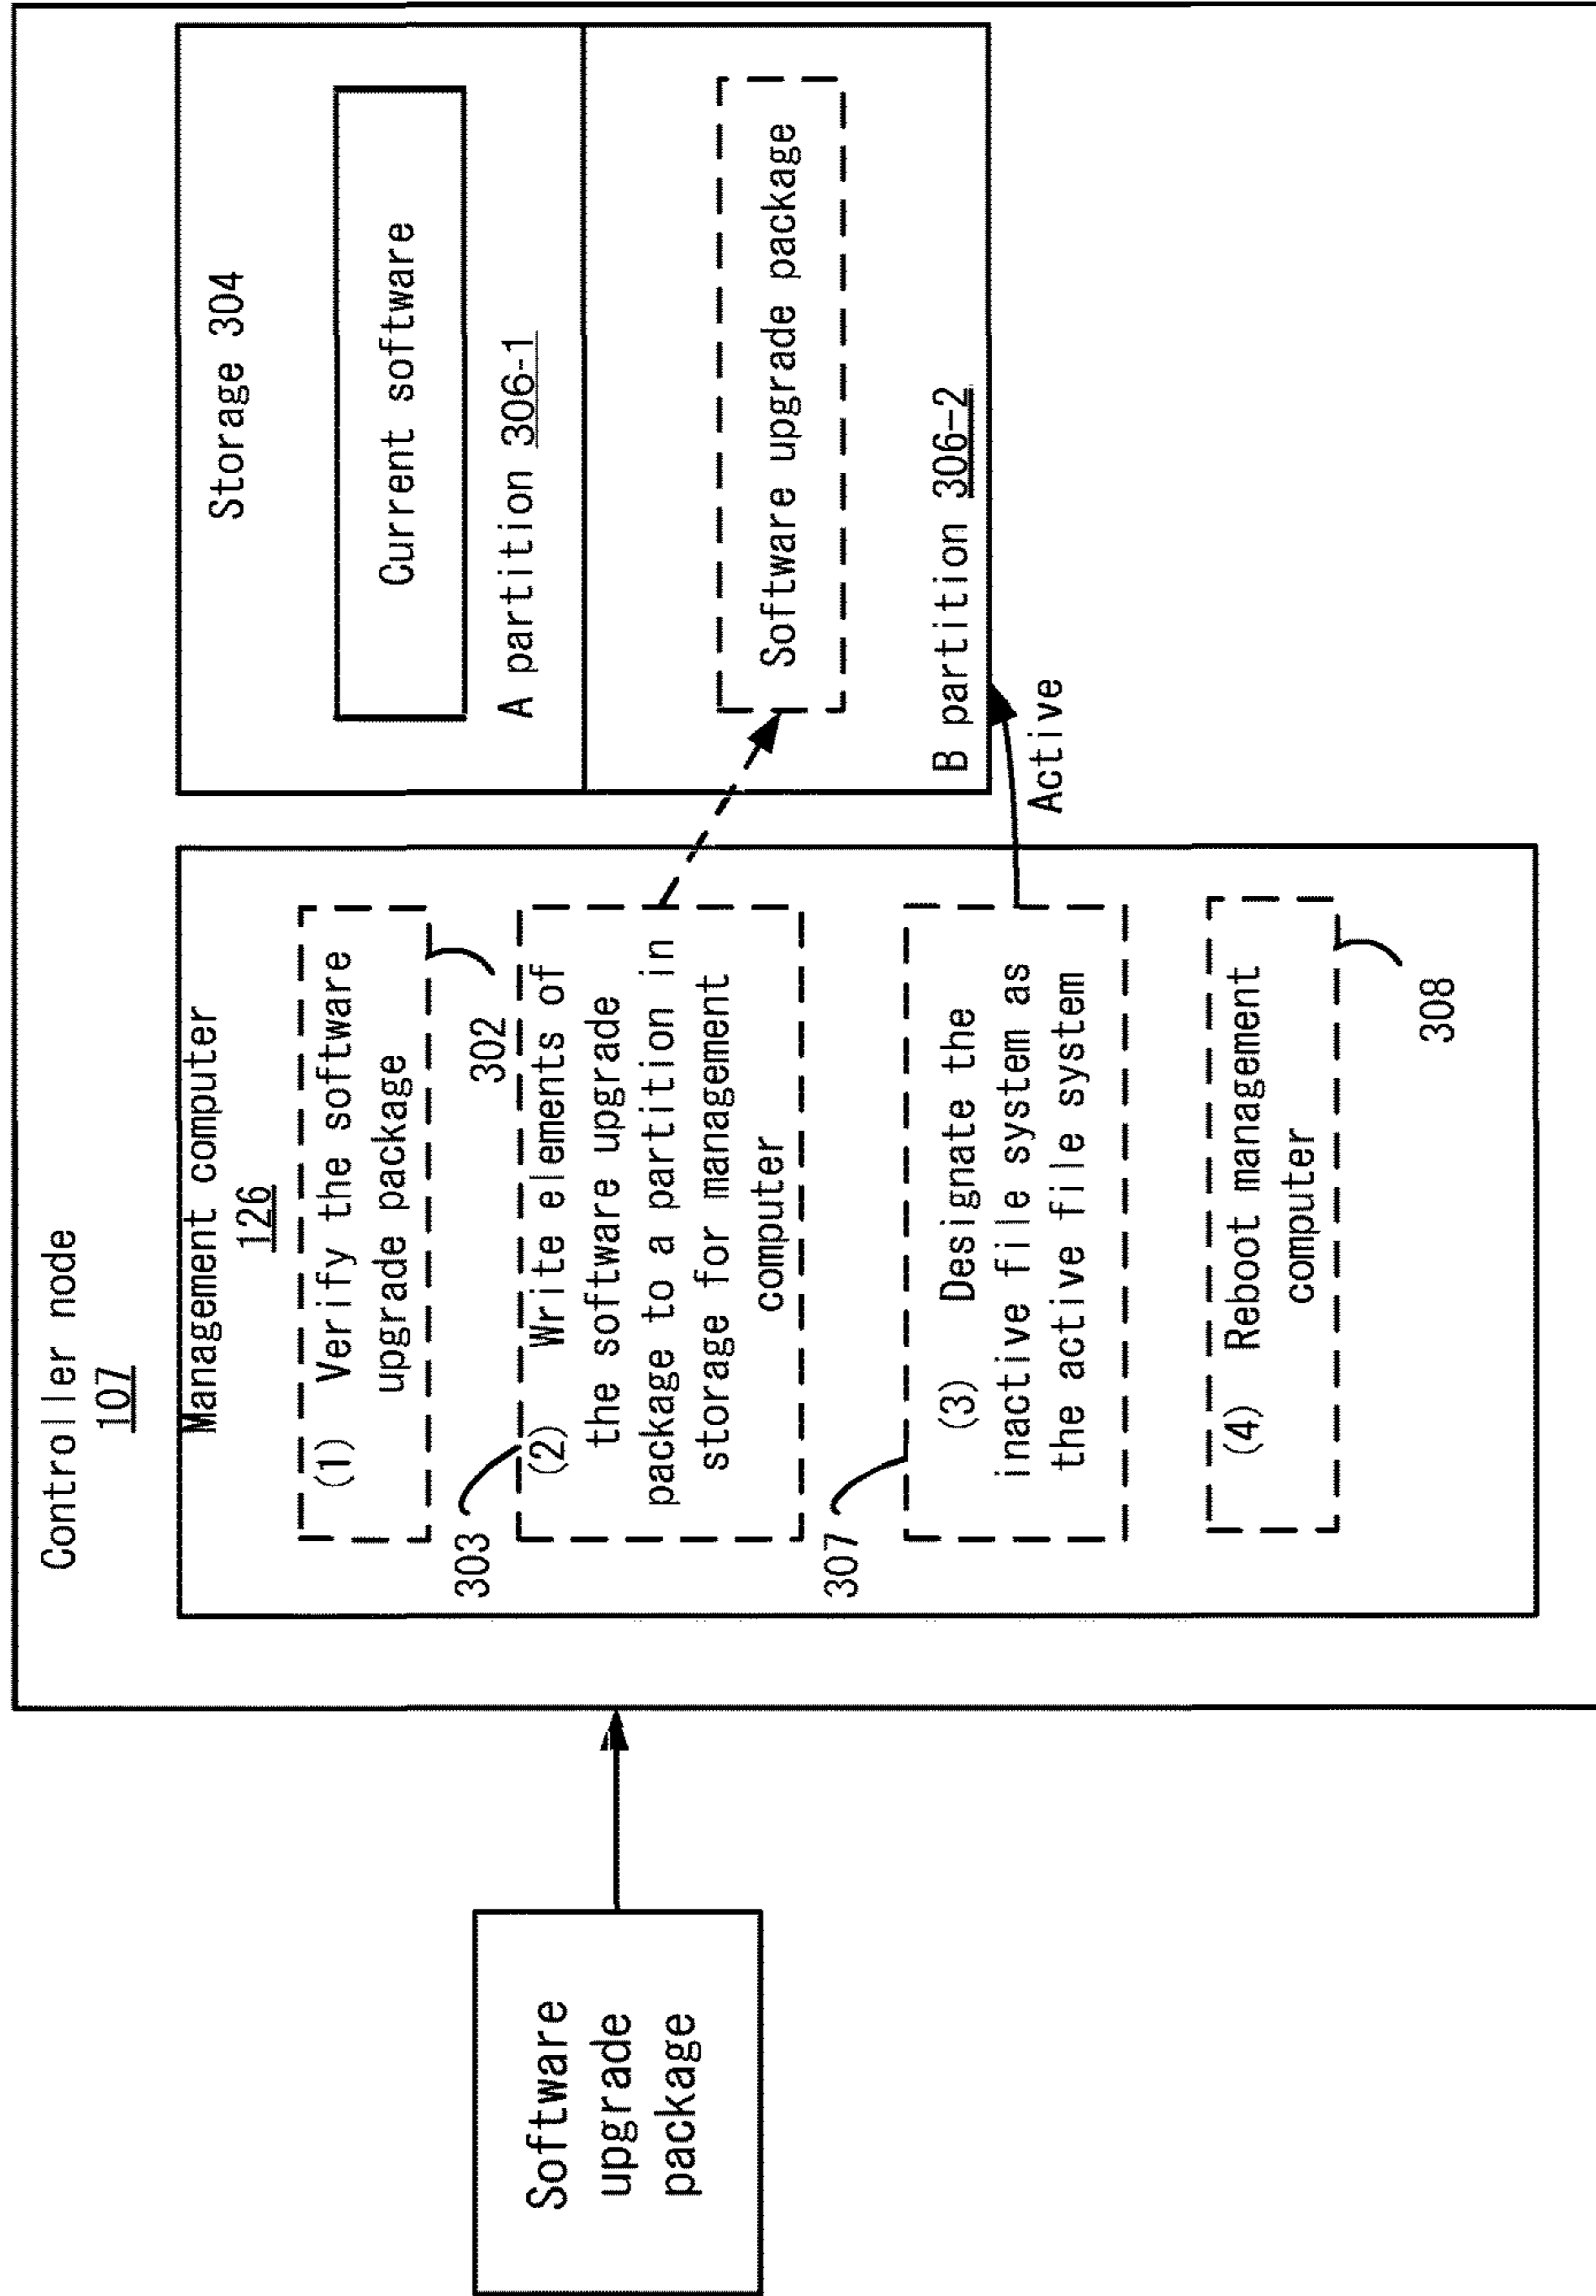 Controller node
107
Management computer
126
(1) Verify the software
upgrade package
302
303
(2) Write elements of
the software upgrade
package to a partition in
storage for management
computer
307
(3) Designate the
inactive file system as
the active file system
(4) Reboot management
computer
308
Storage 304
Current software
A partition 306-1
Software upgrade package
B partition 306-2
Active
Software
upgrade
package